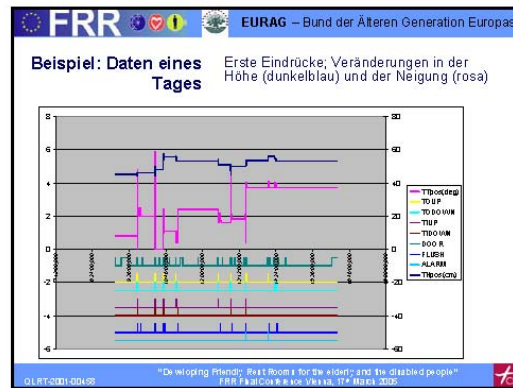 FRR
EURAG – Bund der Älteren Generation Europas
Beispiel: Daten eines
Tages
Erste Eindrücke; Veränderungen in der
Höhe (dunkelblau) und der Neigung (rosa)
8
6
4
2
0
-2
-4
-6
80
60
40
20
0
-20
-40
-60
TTpos(deg)
TOUP
TODOWN
TIUP
TIDOWN
DOOR
FLUSH
ALARM
THpos(cm)
QLRT-2001-00458
"Developing Friendly Rest Rooms for the elderly and the disabled people"
FRR Final Conference Vienna, 17th March 2005